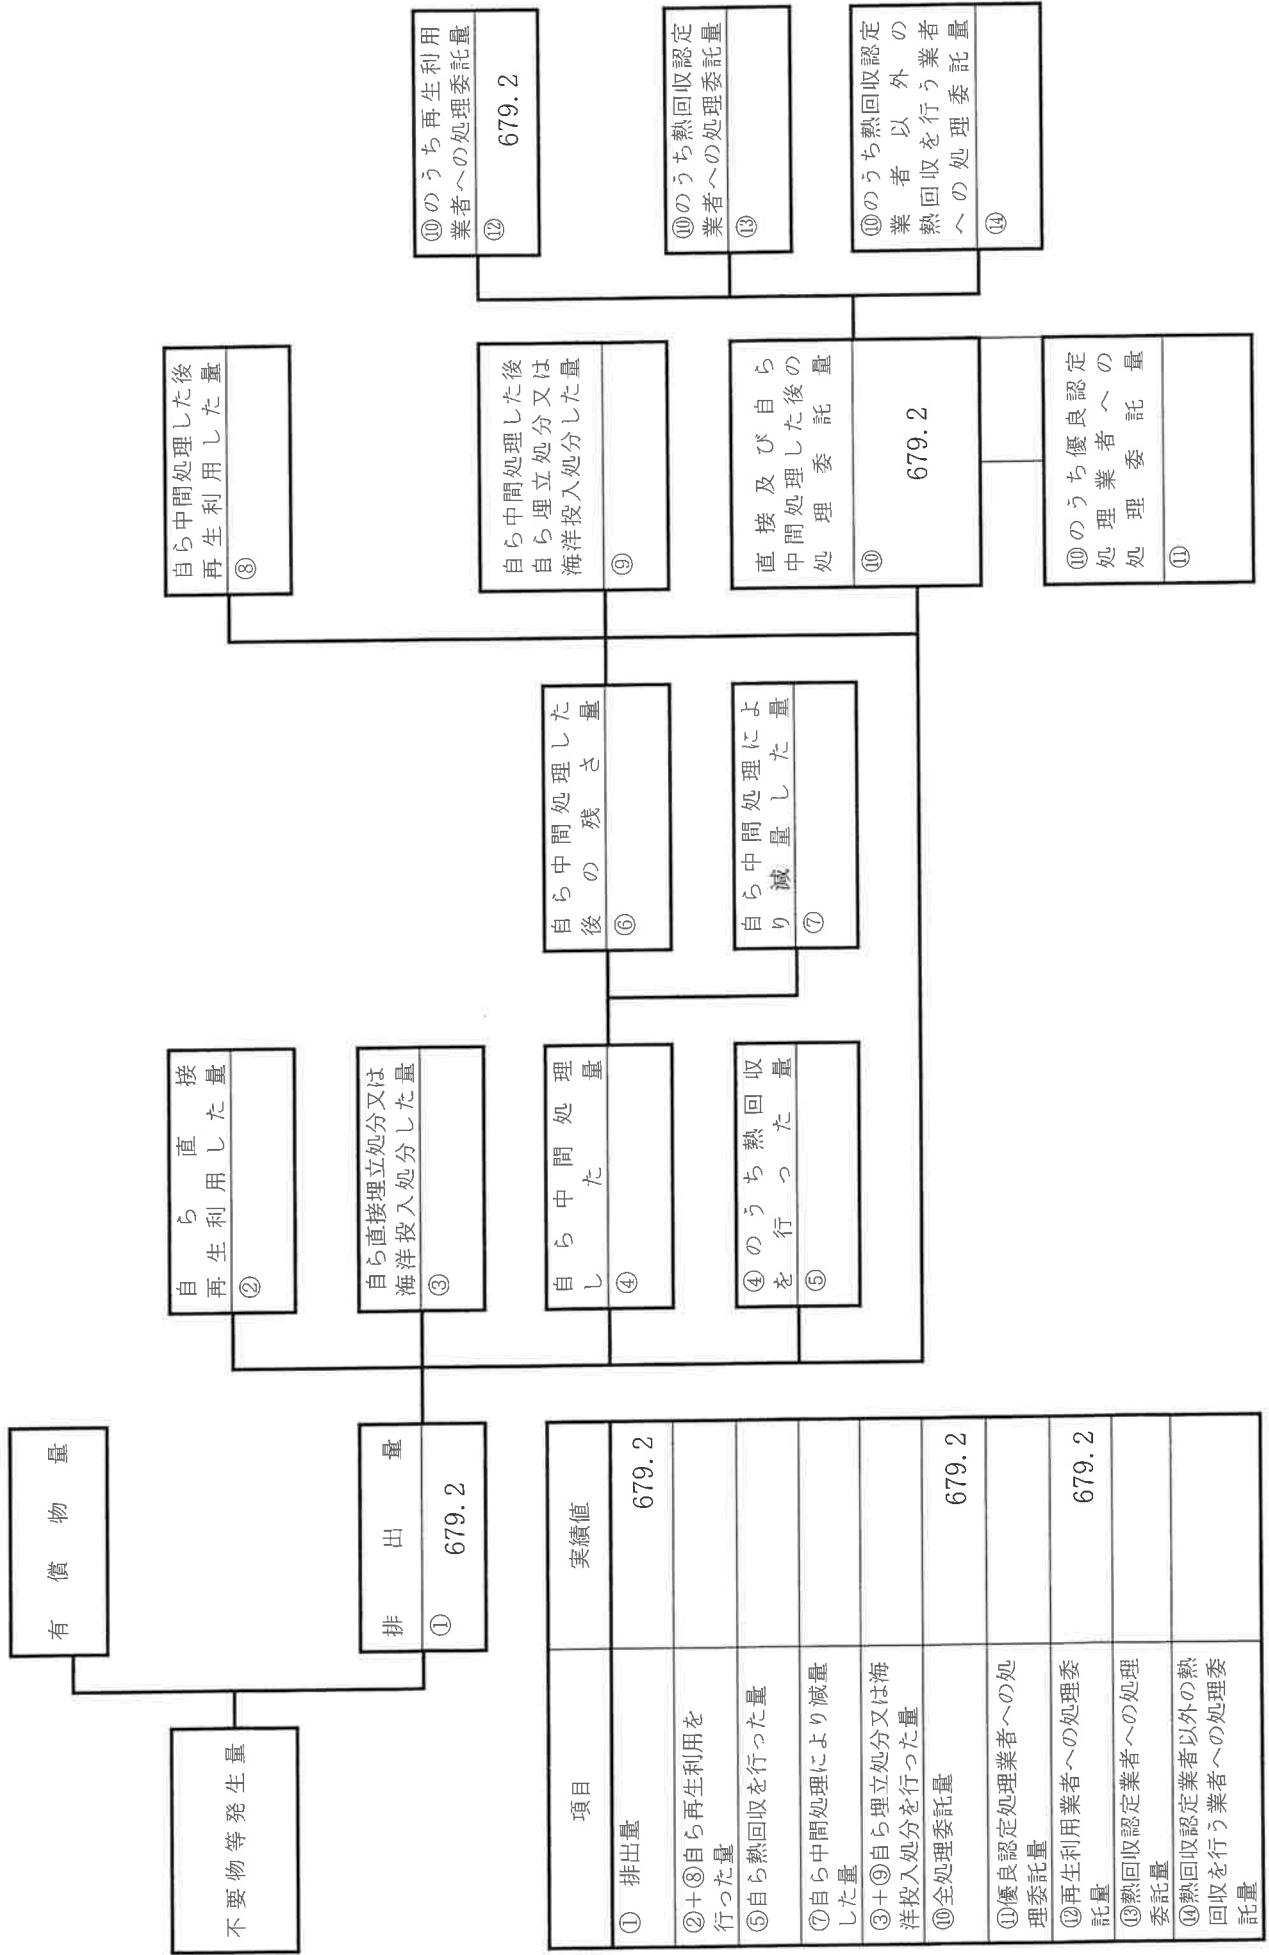 不要物等発生量
有償物量
排出量
① 679.2
自ら直接
再生利用した量
②
自ら直接埋立処分又は
海洋投入処分した量
③
自ら中間処理
した量
④
④のうち熱回収
を行った量
⑤
自ら中間処理した
後の残さ量
⑥
自ら中間処理によ
り減量した量
⑦
自ら中間処理した後
再生利用した量
⑧
自ら中間処理した後
自ら埋立処分又は
海洋投入処分した量
⑨
直接及び自ら
中間処理した後の
処理委託量
⑩
679.2
⑩のうち優良認定
処理業者への
処理委託量
⑪
⑩のうち再生利用
業者への処理委託量
⑫ 679.2
⑩のうち熱回収認定
業者への処理委託量
⑬
⑩のうち熱回収認定
業者以外の
熱回収を行う業者
への処理委託量
⑭
項目 実績値
① 排出量 679.2
②+⑧自ら再生利用を
行った量
⑤自ら熱回収を行った量
⑦自ら中間処理により減量
した量
③+⑨自ら埋立処分又は海
洋投入処分を行った量
⑩全処理委託量 679.2
⑪優良認定処理業者への処
理委託量
⑫再生利用業者への処理委 679.2
託量
⑬熱回収認定業者への処理
委託量
⑭熱回収認定業者以外の熱
回収を行う業者への処理委
託量